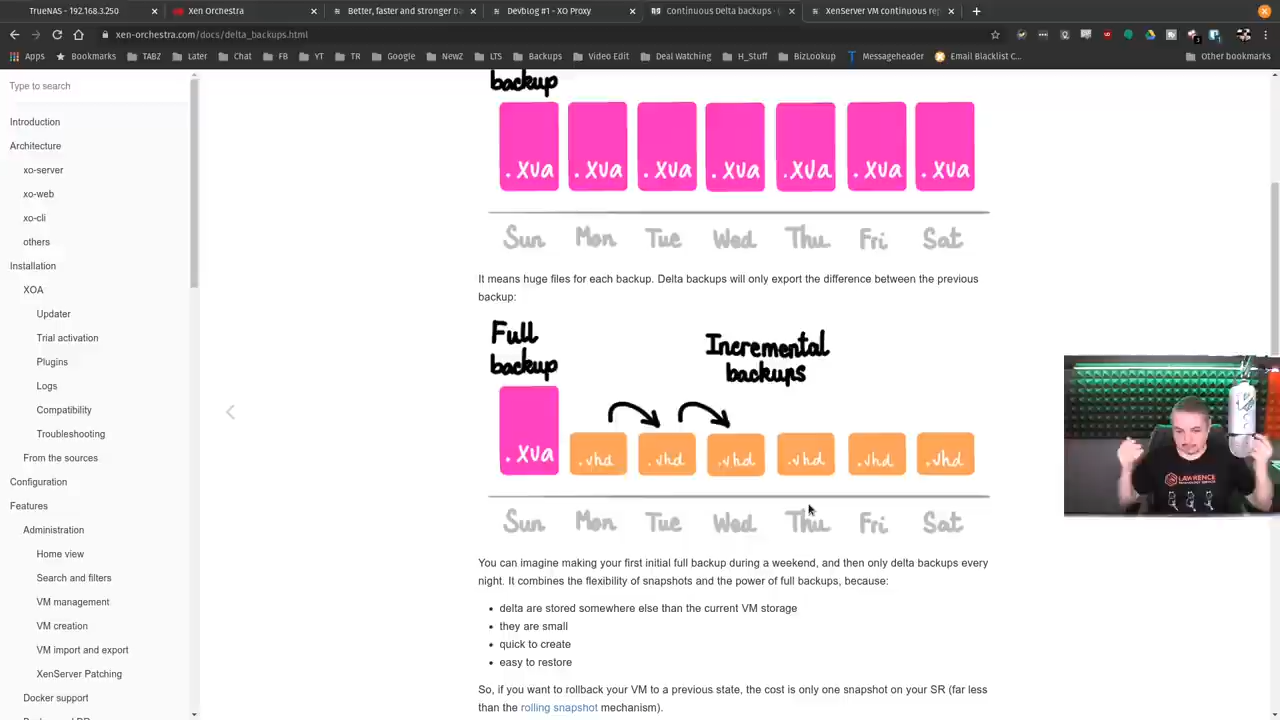 TrueNAS - 192.168.3.250
Xen Orchestra
Better, faster and stronger ba
Devblog #1 - XO Proxy
Continuous Delta backups - (
XenServer VM continuous rep
xen-orchestra.com/docs/delta_backups.html
Apps
Bookmarks
TABZ
Later
Chat
FB
YT
TR
Google
NewZ
LTS
Backups
Video Edit
Deal Watching
H_Stuff
BizLookup
Messageheader
Email Blacklist C...
Other bookmarks
Type to search
Introduction
Architecture
xo-server
xo-web
xo-cli
others
Installation
XOA
Updater
Trial activation
Plugins
Logs
Compatibility
Troubleshooting
From the sources
Configuration
Features
Administration
Home view
Search and filters
VM management
VM creation
VM import and export
XenServer Patching
Docker support
backup
.xva .xva .xva .xva .xva .xva .xva
Sun Mon Tue Wed Thu Fri Sat
It means huge files for each backup. Delta backups will only export the difference between the previous
backup:
Full
backup
Incremental
backups
.xva .vhd .vhd .vhd .vhd .vhd .vhd
Sun Mon Tue Wed Thu Fri Sat
You can imagine making your first initial full backup during a weekend, and then only delta backups every
night. It combines the flexibility of snapshots and the power of full backups, because:
• delta are stored somewhere else than the current VM storage
• they are small
• quick to create
• easy to restore
So, if you want to rollback your VM to a previous state, the cost is only one snapshot on your SR (far less
than the rolling snapshot mechanism).
LAWRENCE